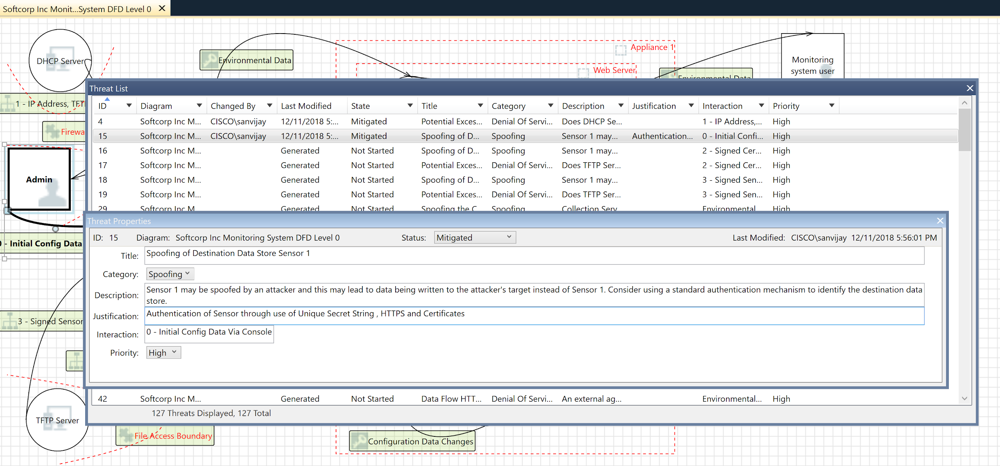 Softcorp Inc Monit...System DFD Level 0
DHCP Server
Environmental Data
Appliance 1
Web Server
Environmental Data
Monitoring
system user
1 - IP Address, TFT
Firewa
Admin
- Initial Config Data
3 - Signed Sensor
TFTP Server
File Access Boundary
Configuration Data Changes
Threat List
ID Diagram Changed By Last Modified State Title Category Description Justification Interaction Priority
4 Softcorp Inc M... CISCO\sanvijay 12/11/2018 5:... Mitigated Potential Exces... Denial Of Servi... Does DHCP Se... 1 - IP Address,... High
15 Softcorp Inc M... CISCO\sanvijay 12/11/2018 5:... Mitigated Spoofing of D... Spoofing Sensor 1 may... Authentication... 0 - Initial Confi... High
16 Softcorp Inc M... Generated Not Started Spoofing of D... Spoofing Sensor 1 may... 2 - Signed Cer... High
17 Softcorp Inc M... Generated Not Started Potential Exces... Denial Of Servi... Does TFTP Ser... 2 - Signed Cer... High
18 Softcorp Inc M... Generated Not Started Spoofing of D... Spoofing Sensor 1 may... 3 - Signed Sen... High
19 Softcorp Inc M... Generated Not Started Potential Exces... Denial Of Servi... Does TFTP Ser... 3 - Signed Sen... High
29 Softcorp Inc M Generated Not Started Spoofing the C Spoofing Collection Serv Environmental High
Threat Properties
ID: 15 Diagram: Softcorp Inc Monitoring System DFD Level 0 Status: Mitigated Last Modified: CISCO\sanvijay 12/11/2018 5:56:01 PM
Title: Spoofing of Destination Data Store Sensor 1
Category: Spoofing
Description: Sensor 1 may be spoofed by an attacker and this may lead to data being written to the attacker's target instead of Sensor 1. Consider using a standard authentication mechanism to identify the destination data
store.
Justification: Authentication of Sensor through use of Unique Secret String , HTTPS and Certificates
Interaction: 0 - Initial Config Data Via Console
Priority: High
42 Softcorp Inc M... Generated Not Started Data Flow HTT... Denial Of Servi... An external ag... Environmental... High
127 Threats Displayed, 127 Total